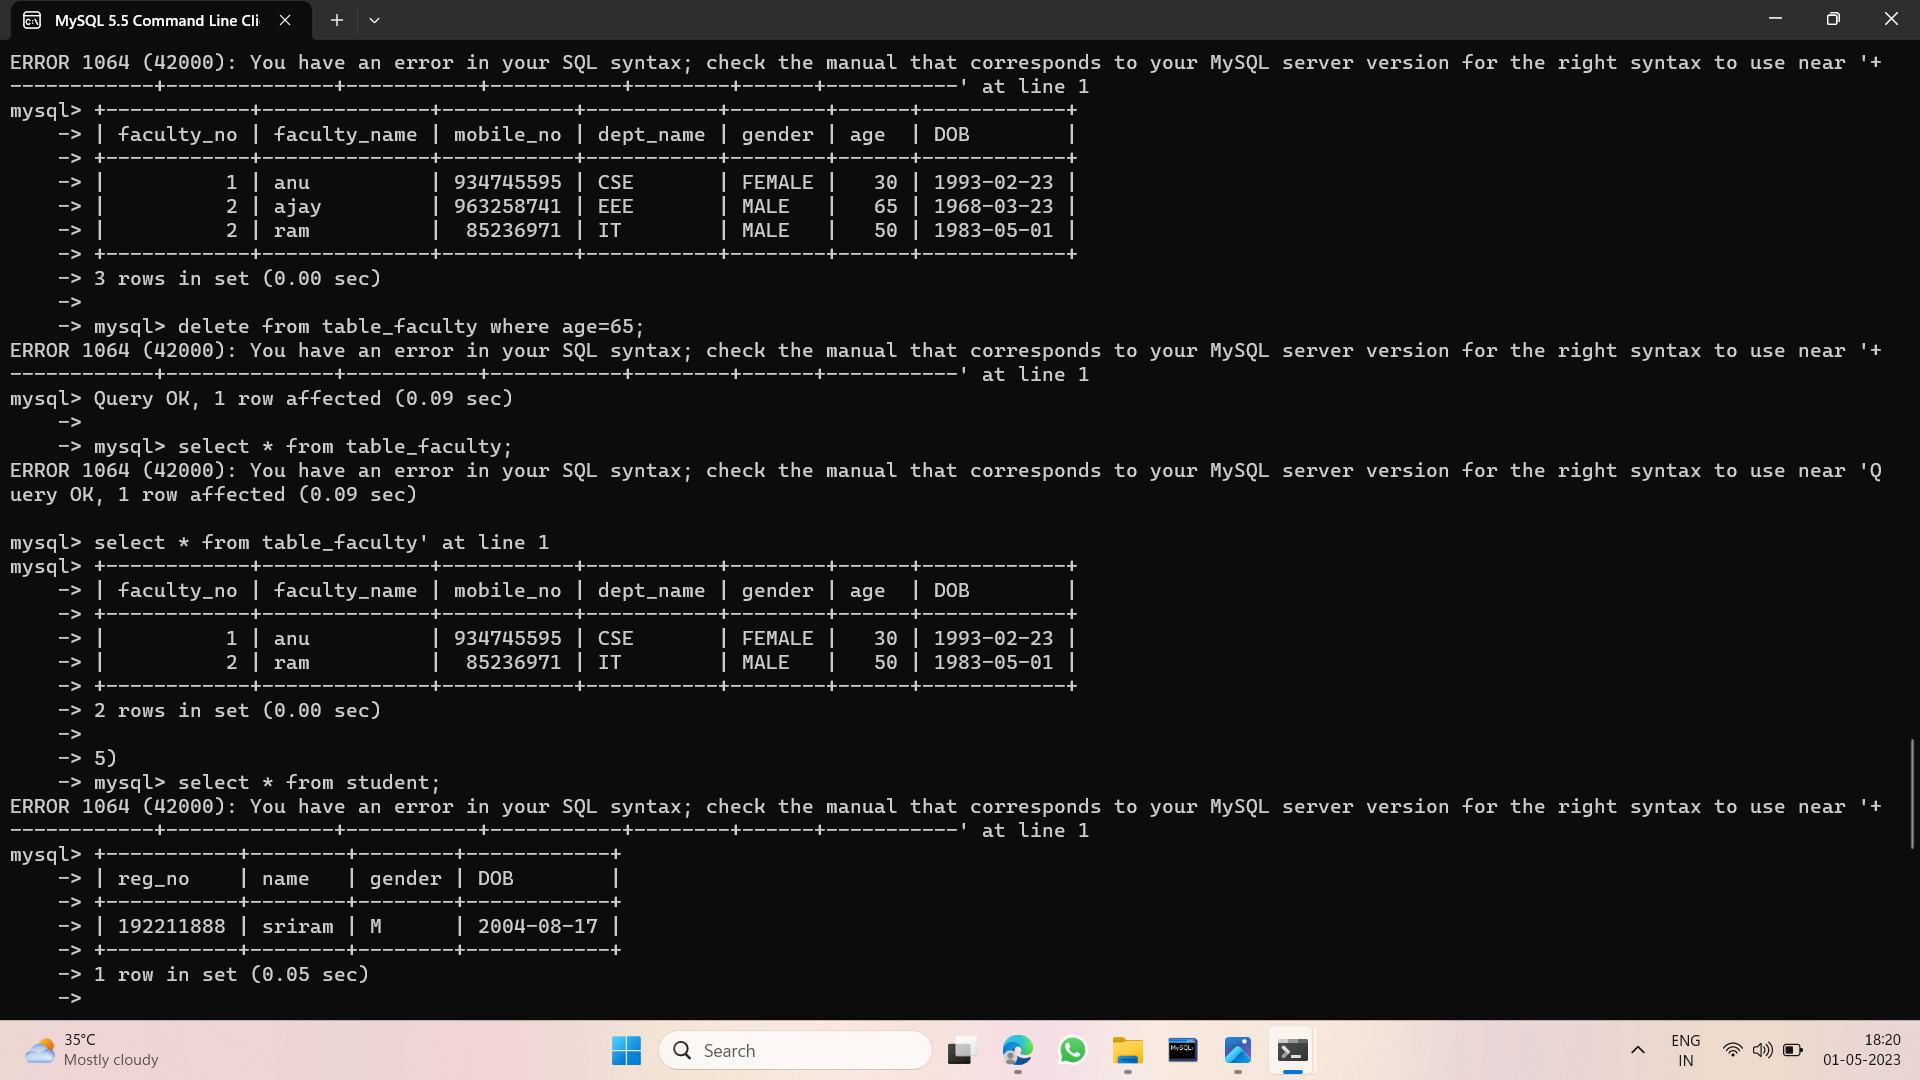 MySQL 5.5 Command Line Cli
ERROR 1064 (42000): You have an error in your SQL syntax; check the manual that corresponds to your MySQL server version for the right syntax to use near '+
------------+--------------+------------+-----------+--------+------+-----------' at line 1
mysql> +------------+--------------+-----------+-----------+--------+------+------------+
-> | faculty_no | faculty_name | mobile_no | dept_name | gender | age  | DOB        |
-> +------------+--------------+-----------+-----------+--------+------+------------+
-> |          1 | anu          | 934745595 | CSE       | FEMALE |   30 | 1993-02-23 |
-> |          2 | ajay         | 963258741 | EEE       | MALE   |   65 | 1968-03-23 |
-> |          2 | ram          |  85236971 | IT        | MALE   |   50 | 1983-05-01 |
-> +------------+--------------+-----------+-----------+--------+------+------------+
-> 3 rows in set (0.00 sec)
->
-> mysql> delete from table_faculty where age=65;
ERROR 1064 (42000): You have an error in your SQL syntax; check the manual that corresponds to your MySQL server version for the right syntax to use near '+
------------+--------------+-----------+-----------+--------+------+-----------' at line 1
mysql> Query OK, 1 row affected (0.09 sec)
->
-> mysql> select * from table_faculty;
ERROR 1064 (42000): You have an error in your SQL syntax; check the manual that corresponds to your MySQL server version for the right syntax to use near 'Q
uery OK, 1 row affected (0.09 sec)
mysql> select * from table_faculty' at line 1
mysql> +------------+--------------+-----------+-----------+--------+------+------------+
-> | faculty_no | faculty_name | mobile_no | dept_name | gender | age  | DOB        |
-> +------------+--------------+-----------+-----------+--------+------+------------+
-> |          1 | anu          | 934745595 | CSE       | FEMALE |   30 | 1993-02-23 |
-> |          2 | ram          |  85236971 | IT        | MALE   |   50 | 1983-05-01 |
-> +------------+--------------+-----------+-----------+--------+------+------------+
-> 2 rows in set (0.00 sec)
->
-> 5)
-> mysql> select * from student;
ERROR 1064 (42000): You have an error in your SQL syntax; check the manual that corresponds to your MySQL server version for the right syntax to use near '+
------------+--------------+-----------+-----------+--------+------+-----------' at line 1
mysql> +-----------+--------+--------+------------+
-> | reg_no    | name   | gender | DOB        |
-> +-----------+--------+--------+------------+
-> | 192211888 | sriram | M      | 2004-08-17 |
-> +-----------+--------+--------+------------+
-> 1 row in set (0.05 sec)
->
35°C
Mostly cloudy
Search
MySQL
ENG
IN
18:20
01-05-2023